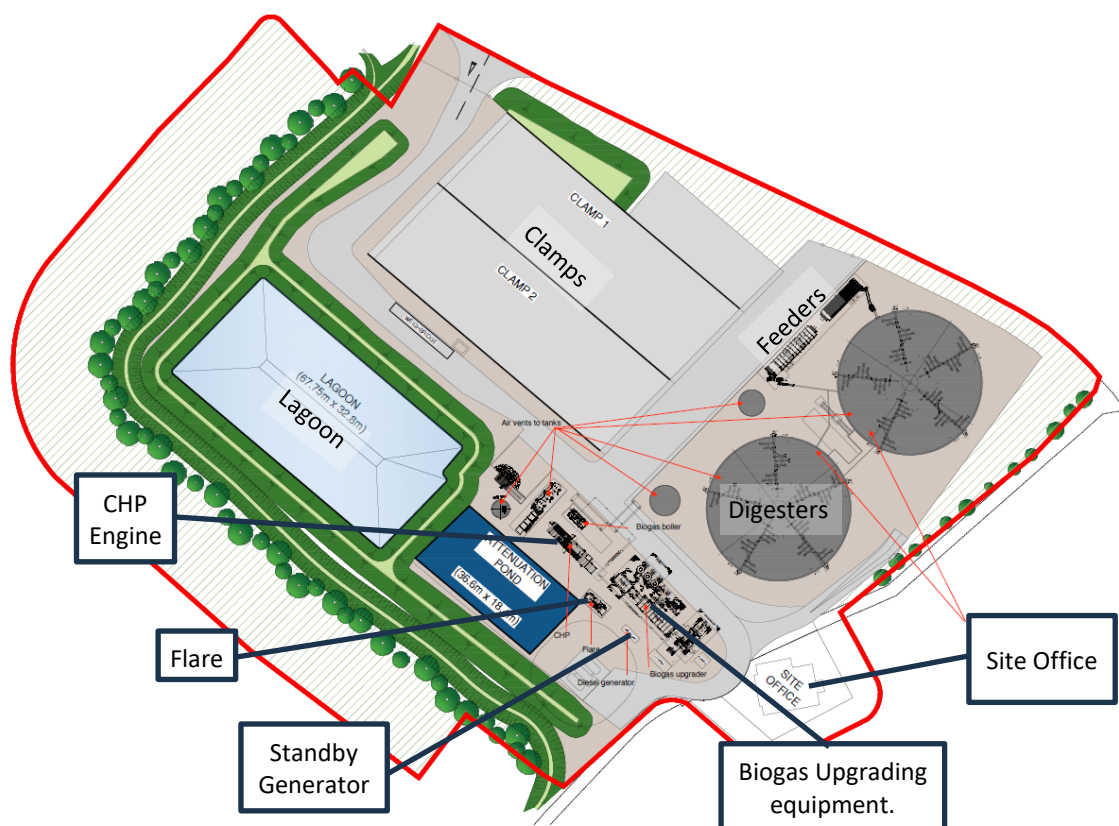 CLAMP 1
Clamps
CLAMP 2
Feeders
WEIGHBRIDGE
LAGOON
(67.75m x 32.8m)
Lagoon
Air vents to tanks
Digesters
CHP
Engine
Biogas boiler
ATTENUATION
POND
(36.6m x
CHP
Flare
Flare
Diesel generator
Biogas upgrader
SITE
OFFICE
Site Office
Standby
Generator
Biogas Upgrading
equipment.